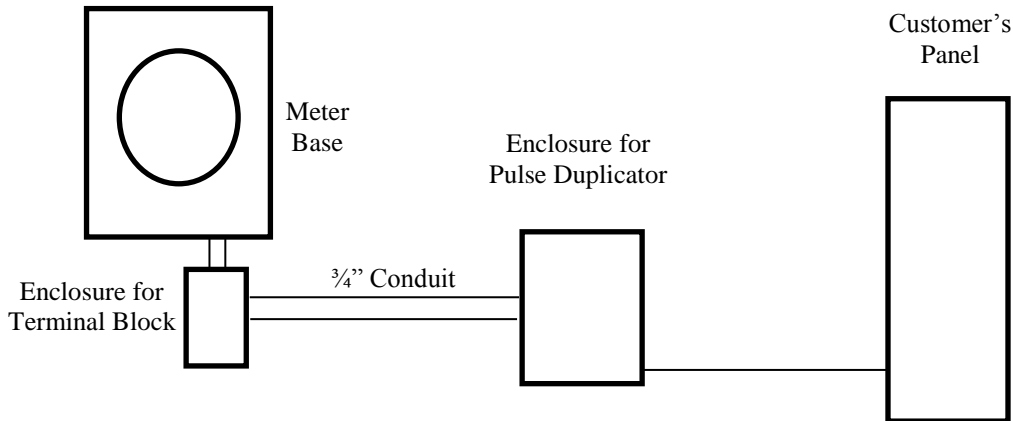 Customer’s
Panel
Meter
Base
Enclosure for
Pulse Duplicator
¾” Conduit
Enclosure for
Terminal Block